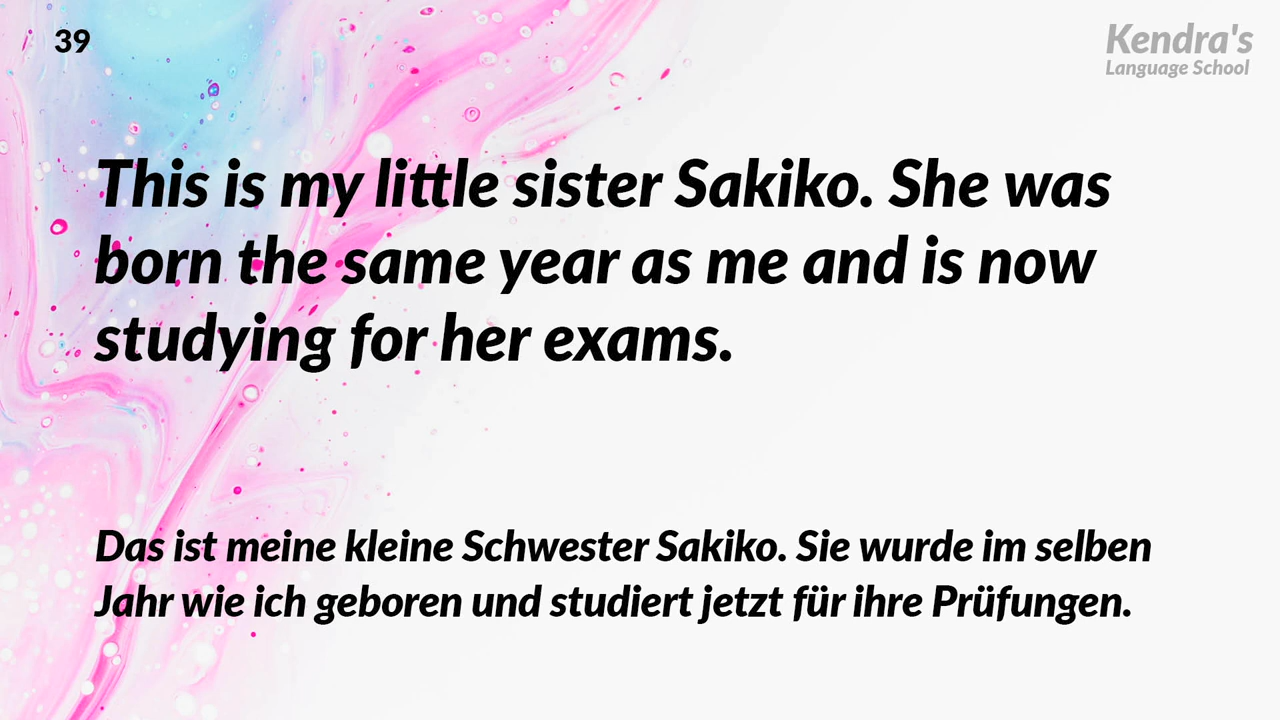 39
Kendra's
Language School
This is my little sister Sakiko. She was
born the same year as me and is now
studying for her exams.
Das ist meine kleine Schwester Sakiko. Sie wurde im selben
Jahr wie ich geboren und studiert jetzt für ihre Prüfungen.